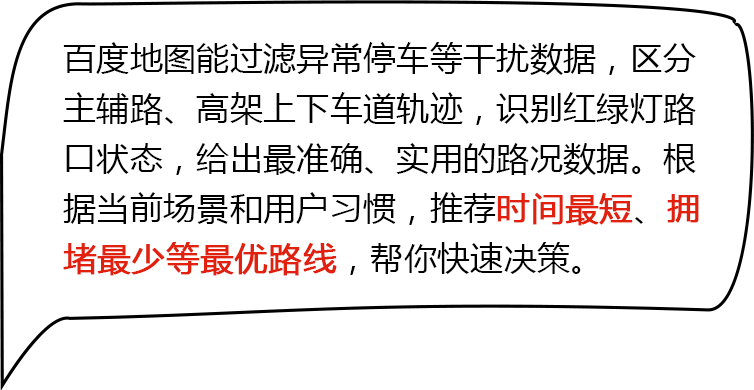 百度地图能过滤异常停车等干扰数据，区分
主辅路、高架上下车道轨迹，识别红绿灯路
口状态，给出最准确、实用的路况数据。根
据当前场景和用户习惯，推荐时间最短、拥
堵最少等最优路线，帮你快速决策。